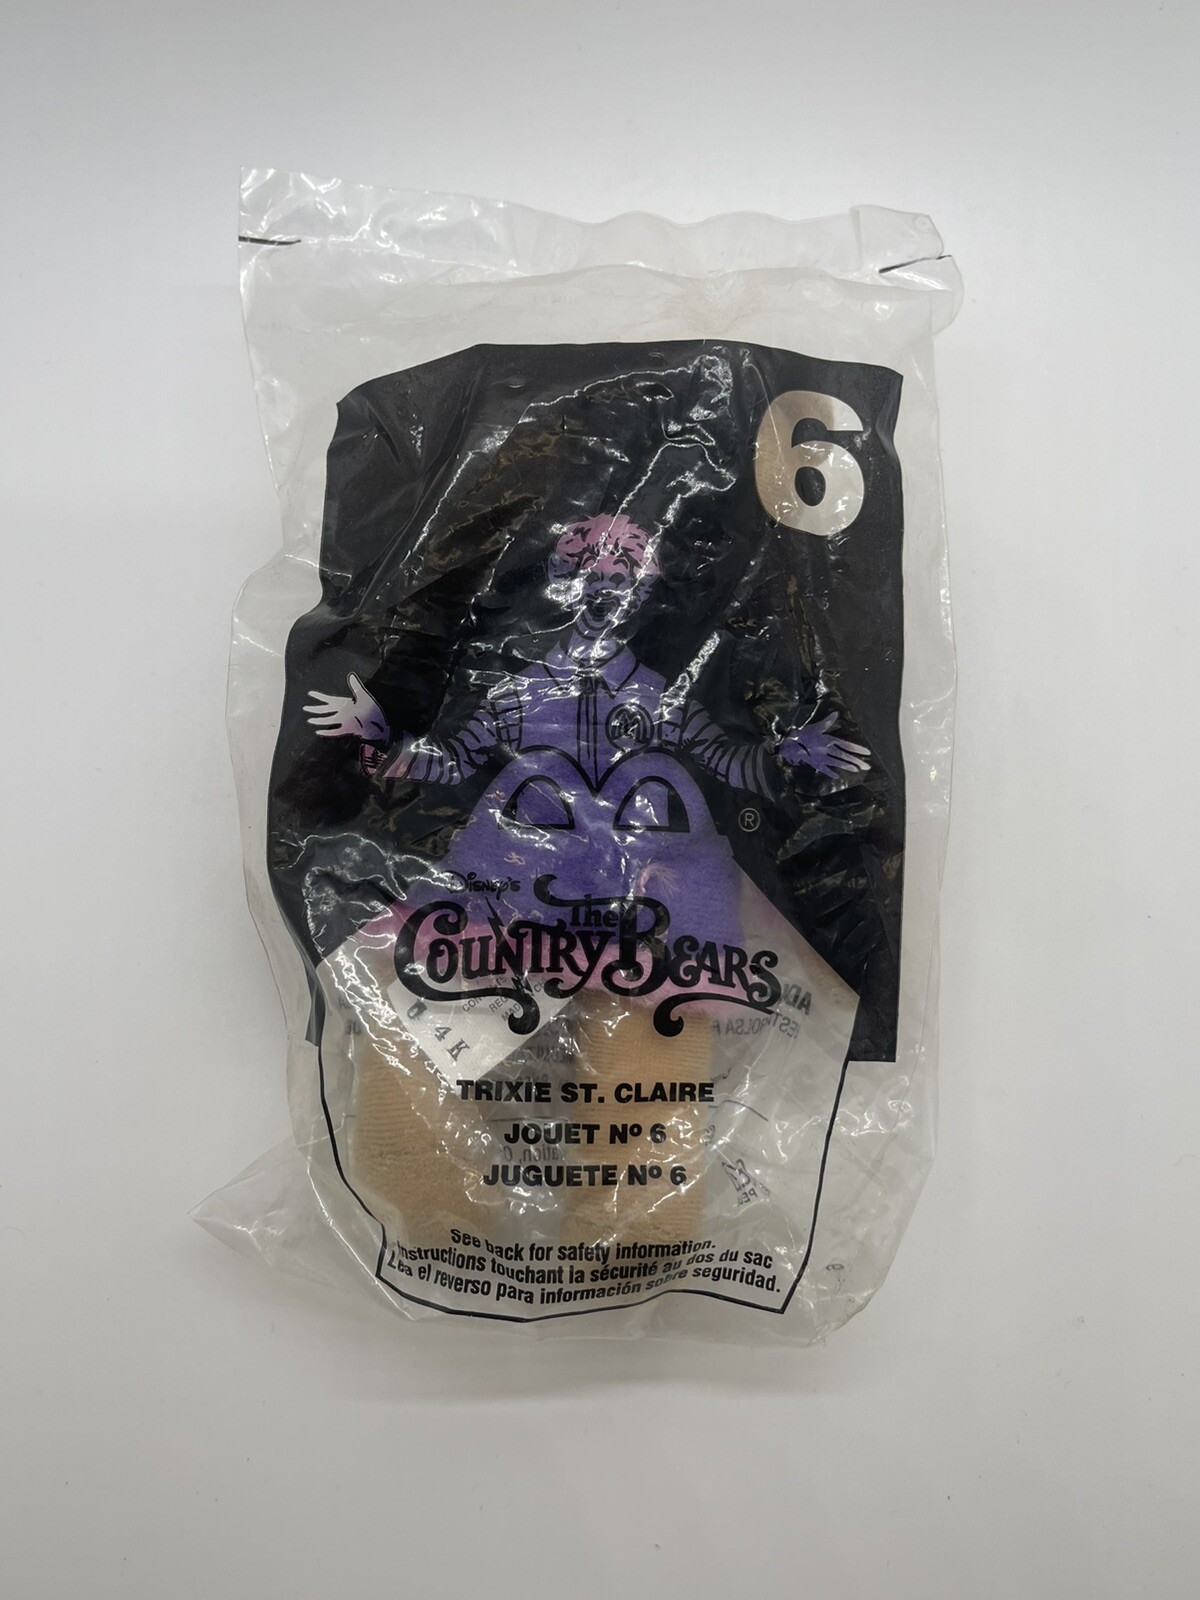 6
®
Disney's
The
Country Bears
4K
TRIXIE ST. CLAIRE
JOUET Nº 6
JUGUETE Nº 6
See back for safety information.
Instructions touchant la sécurité au dos du sac
Lea el reverso para información sobre seguridad.